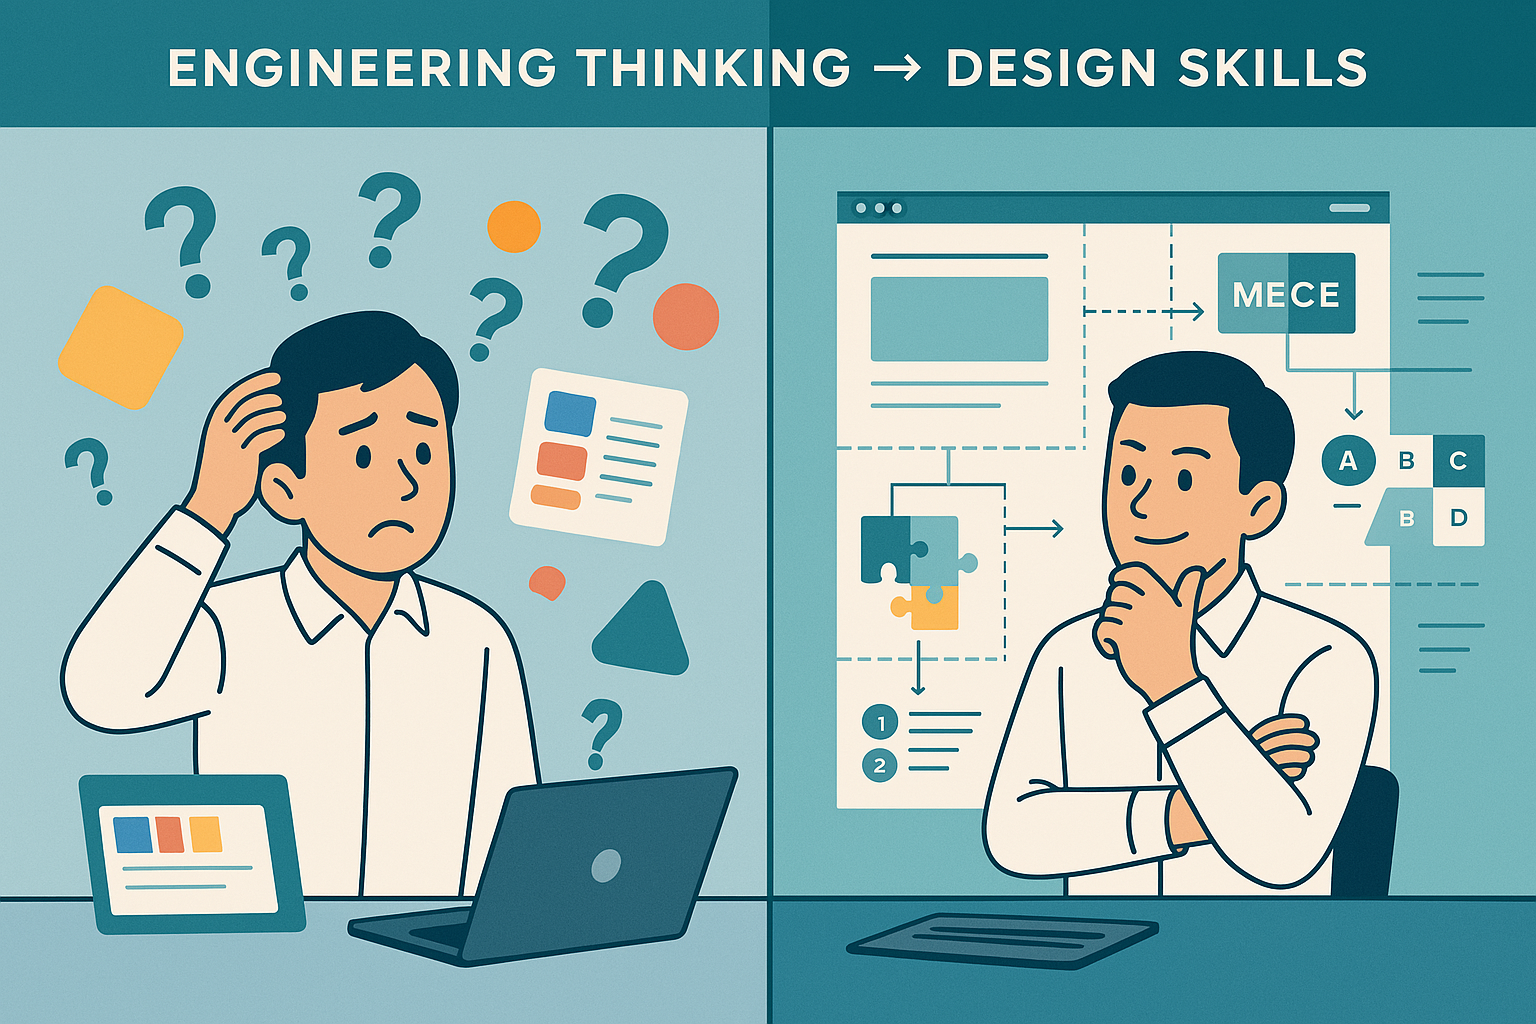 ENGINEERING THINKING → DESIGN SKILLS
? ? ? ?
? ?
?
MECE
A B C
B D
1
2